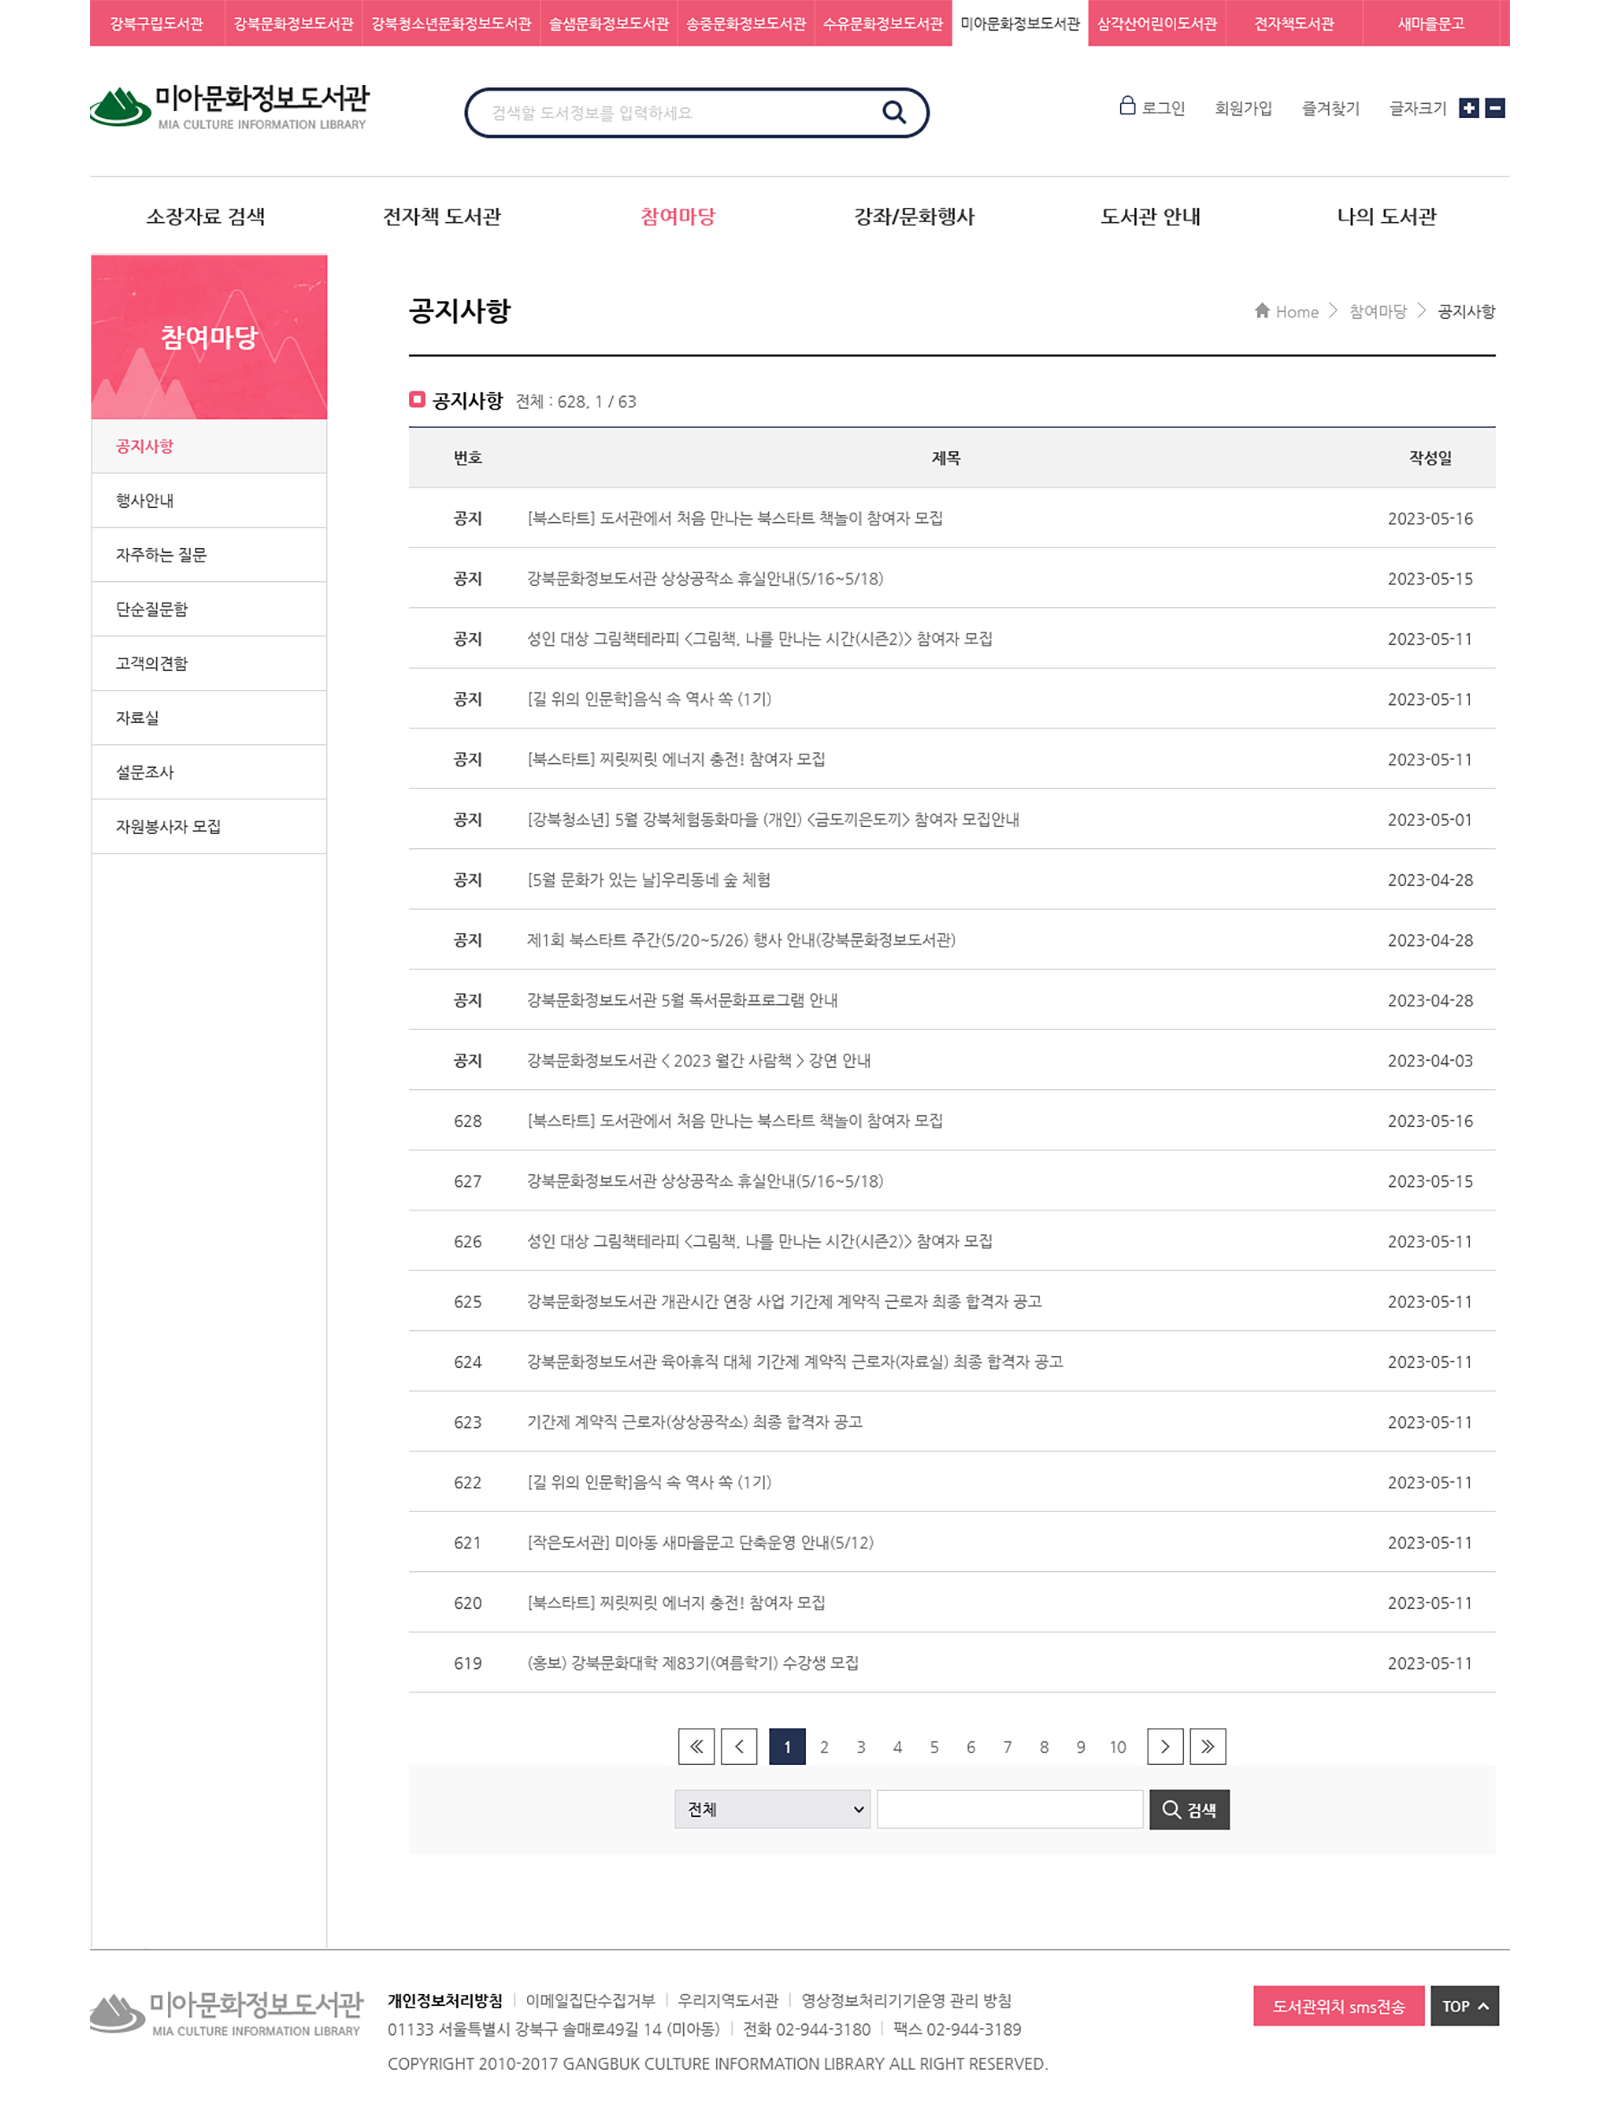 강북구립도서관 강북문화정보도서관 강북청소년문화정보도서관 솔샘문화정보도서관 송중문화정보도서관 수유문화정보도서관 미아문화정보도서관 삼각산어린이도서관 전자책도서관 새마을문고
미아문화정보도서관
MIA CULTURE INFORMATION LIBRARY
검색할 도서정보를 입력하세요
로그인 회원가입 즐겨찾기 글자크기
소장자료 검색 전자책 도서관 참여마당 강좌/문화행사 도서관 안내 나의 도서관
참여마당
공지사항
행사안내
자주하는 질문
단순질문함
고객의견함
자료실
설문조사
자원봉사자 모집
공지사항
Home > 참여마당 > 공지사항
공지사항 전체 : 628, 1 / 63
번호 제목 작성일
공지 [북스타트] 도서관에서 처음 만나는 북스타트 책놀이 참여자 모집 2023-05-16
공지 강북문화정보도서관 상상공작소 휴실안내(5/16~5/18) 2023-05-15
공지 성인 대상 그림책테라피 <그림책, 나를 만나는 시간(시즌2)> 참여자 모집 2023-05-11
공지 [길 위의 인문학]음식 속 역사 쏙 (1기) 2023-05-11
공지 [북스타트] 찌릿찌릿 에너지 충전! 참여자 모집 2023-05-11
공지 [강북청소년] 5월 강북체험동화마을 (개인) <금도끼은도끼> 참여자 모집안내 2023-05-01
공지 [5월 문화가 있는 날]우리동네 숲 체험 2023-04-28
공지 제1회 북스타트 주간(5/20~5/26) 행사 안내(강북문화정보도서관) 2023-04-28
공지 강북문화정보도서관 5월 독서문화프로그램 안내 2023-04-28
공지 강북문화정보도서관 < 2023 월간 사람책 > 강연 안내 2023-04-03
628 [북스타트] 도서관에서 처음 만나는 북스타트 책놀이 참여자 모집 2023-05-16
627 강북문화정보도서관 상상공작소 휴실안내(5/16~5/18) 2023-05-15
626 성인 대상 그림책테라피 <그림책, 나를 만나는 시간(시즌2)> 참여자 모집 2023-05-11
625 강북문화정보도서관 개관시간 연장 사업 기간제 계약직 근로자 최종 합격자 공고 2023-05-11
624 강북문화정보도서관 육아휴직 대체 기간제 계약직 근로자(자료실) 최종 합격자 공고 2023-05-11
623 기간제 계약직 근로자(상상공작소) 최종 합격자 공고 2023-05-11
622 [길 위의 인문학]음식 속 역사 쏙 (1기) 2023-05-11
621 [작은도서관] 미아동 새마을문고 단축운영 안내(5/12) 2023-05-11
620 [북스타트] 찌릿찌릿 에너지 충전! 참여자 모집 2023-05-11
619 (홍보) 강북문화대학 제83기(여름학기) 수강생 모집 2023-05-11
1 2 3 4 5 6 7 8 9 10
전체 검색
미아문화정보도서관
MIA CULTURE INFORMATION LIBRARY
개인정보처리방침 | 이메일집단수집거부 | 우리지역도서관 | 영상정보처리기기운영 관리 방침
01133 서울특별시 강북구 솔매로49길 14 (미아동) | 전화 02-944-3180 | 팩스 02-944-3189
COPYRIGHT 2010-2017 GANGBUK CULTURE INFORMATION LIBRARY ALL RIGHT RESERVED.
도서관위치 sms전송 TOP